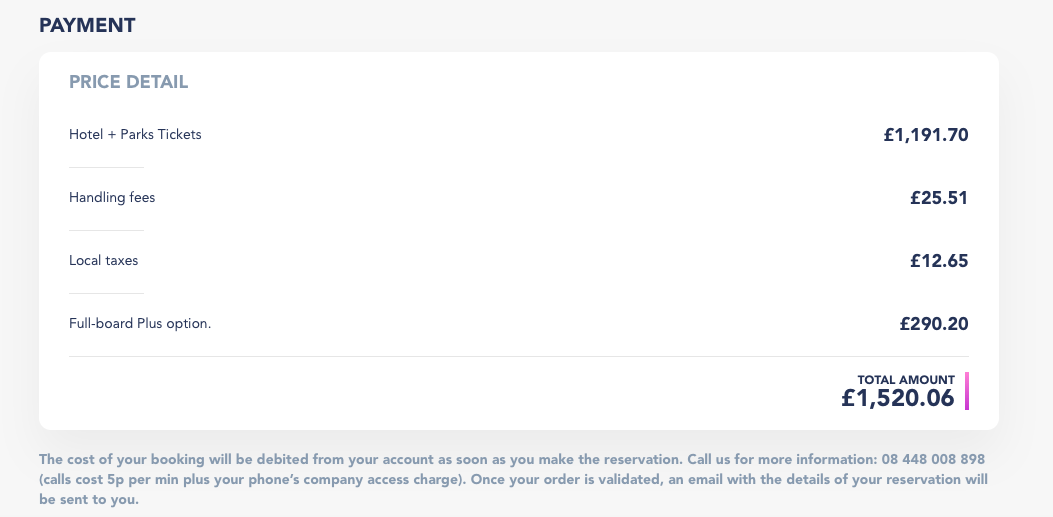 PAYMENT
PRICE DETAIL
Hotel + Parks Tickets £1,191.70
Handling fees £25.51
Local taxes £12.65
Full-board Plus option. £290.20
TOTAL AMOUNT
£1,520.06
The cost of your booking will be debited from your account as soon as you make the reservation. Call us for more information: 08 448 008 898
(calls cost 5p per min plus your phone’s company access charge). Once your order is validated, an email with the details of your reservation will
be sent to you.